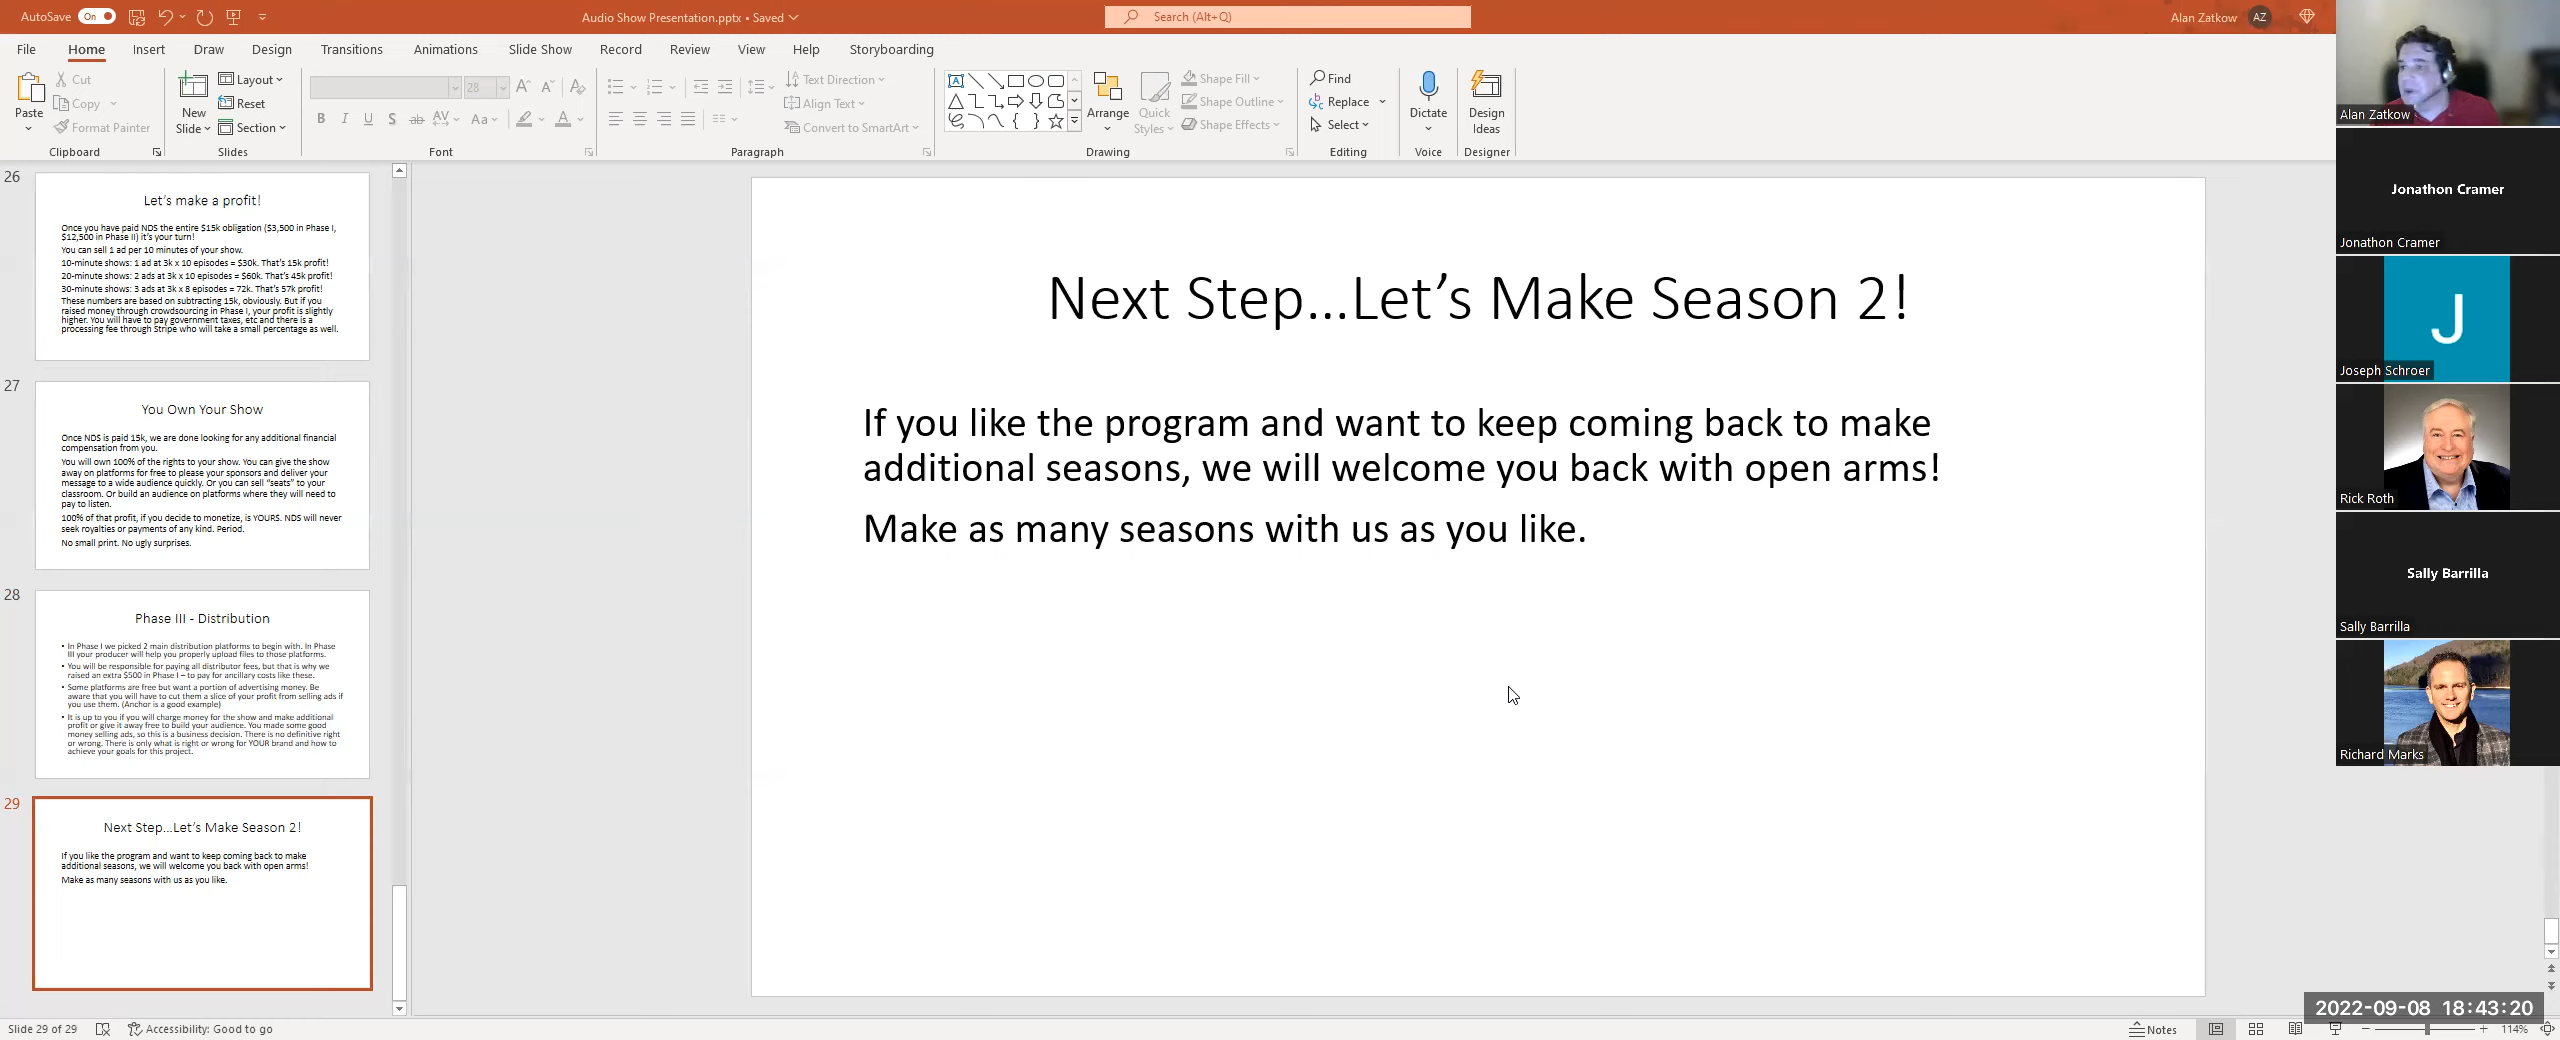 AutoSave On
Audio Show Presentation.pptx • Saved
Search (Alt+Q)
Alan Zatkow AZ
File Home Insert Draw Design Transitions Animations Slide Show Record Review View Help Storyboarding
Paste
Cut
Copy
Format Painter
Clipboard
New Slide
Layout
Reset
Section
Slides
28
B I U S ab AV Aa A
Font
Text Direction
Align Text
Convert to SmartArt
Paragraph
Arrange
Quick Styles
Shape Fill
Shape Outline
Shape Effects
Drawing
Find
Replace
Select
Editing
Dictate
Voice
Design Ideas
Designer
26
Let's make a profit!
Once you have paid NDS the entire $15k obligation ($3,500 in Phase I,
$12,500 in Phase II) it's your turn!
You can sell 1 ad per 10 minutes of your show.
10-minute shows: 1 ad at 3k x 10 episodes = $30k. That's 15k profit!
20-minute shows: 2 ads at 3k x 10 episodes = $60k. That's 45k profit!
30-minute shows: 3 ads at 3k x 8 episodes = 72k. That's 57k profit!
These numbers are based on subtracting 15k, obviously. But if you
raised money through crowdsourcing in Phase I, your profit is slightly
higher. You will have to pay government taxes, etc and there is a
processing fee through Stripe who will take a small percentage as well.
27
You Own Your Show
Once NDS is paid 15k, we are done looking for any additional financial
compensation from you.
You will own 100% of the rights to your show. You can give the show
away on platforms for free to please your sponsors and deliver your
message to a wide audience quickly. Or you can sell "seats" to your
classroom. Or build an audience on platforms where they will need to
pay to listen.
100% of that profit, if you decide to monetize, is YOURS. NDS will never
seek royalties or payments of any kind. Period.
No small print. No ugly surprises.
28
Phase III - Distribution
• In Phase I we picked 2 main distribution platforms to begin with. In Phase
III your producer will help you properly upload files to those platforms.
• You will be responsible for paying all distributor fees, but that is why we
raised an extra $500 in Phase I – to pay for ancillary costs like these.
• Some platforms are free but want a portion of advertising money. Be
aware that you will have to cut them a slice of your profit from selling ads if
you use them. (Anchor is a good example)
• It is up to you if you will charge money for the show and make additional
profit or give it away free to build your audience. You made some good
money selling ads, so this is a business decision. There is no definitive right
or wrong. There is only what is right or wrong for YOUR brand and how to
achieve your goals for this project.
29
Next Step...Let's Make Season 2!
If you like the program and want to keep coming back to make
additional seasons, we will welcome you back with open arms!
Make as many seasons with us as you like.
Next Step...Let's Make Season 2!
If you like the program and want to keep coming back to make
additional seasons, we will welcome you back with open arms!
Make as many seasons with us as you like.
Alan Zatkow
Jonathon Cramer
Jonathon Cramer
J
Joseph Schroer
Rick Roth
Sally Barrilla
Sally Barrilla
Richard Marks
2022-09-08 18:43:20
Slide 29 of 29
Accessibility: Good to go
Notes
114%